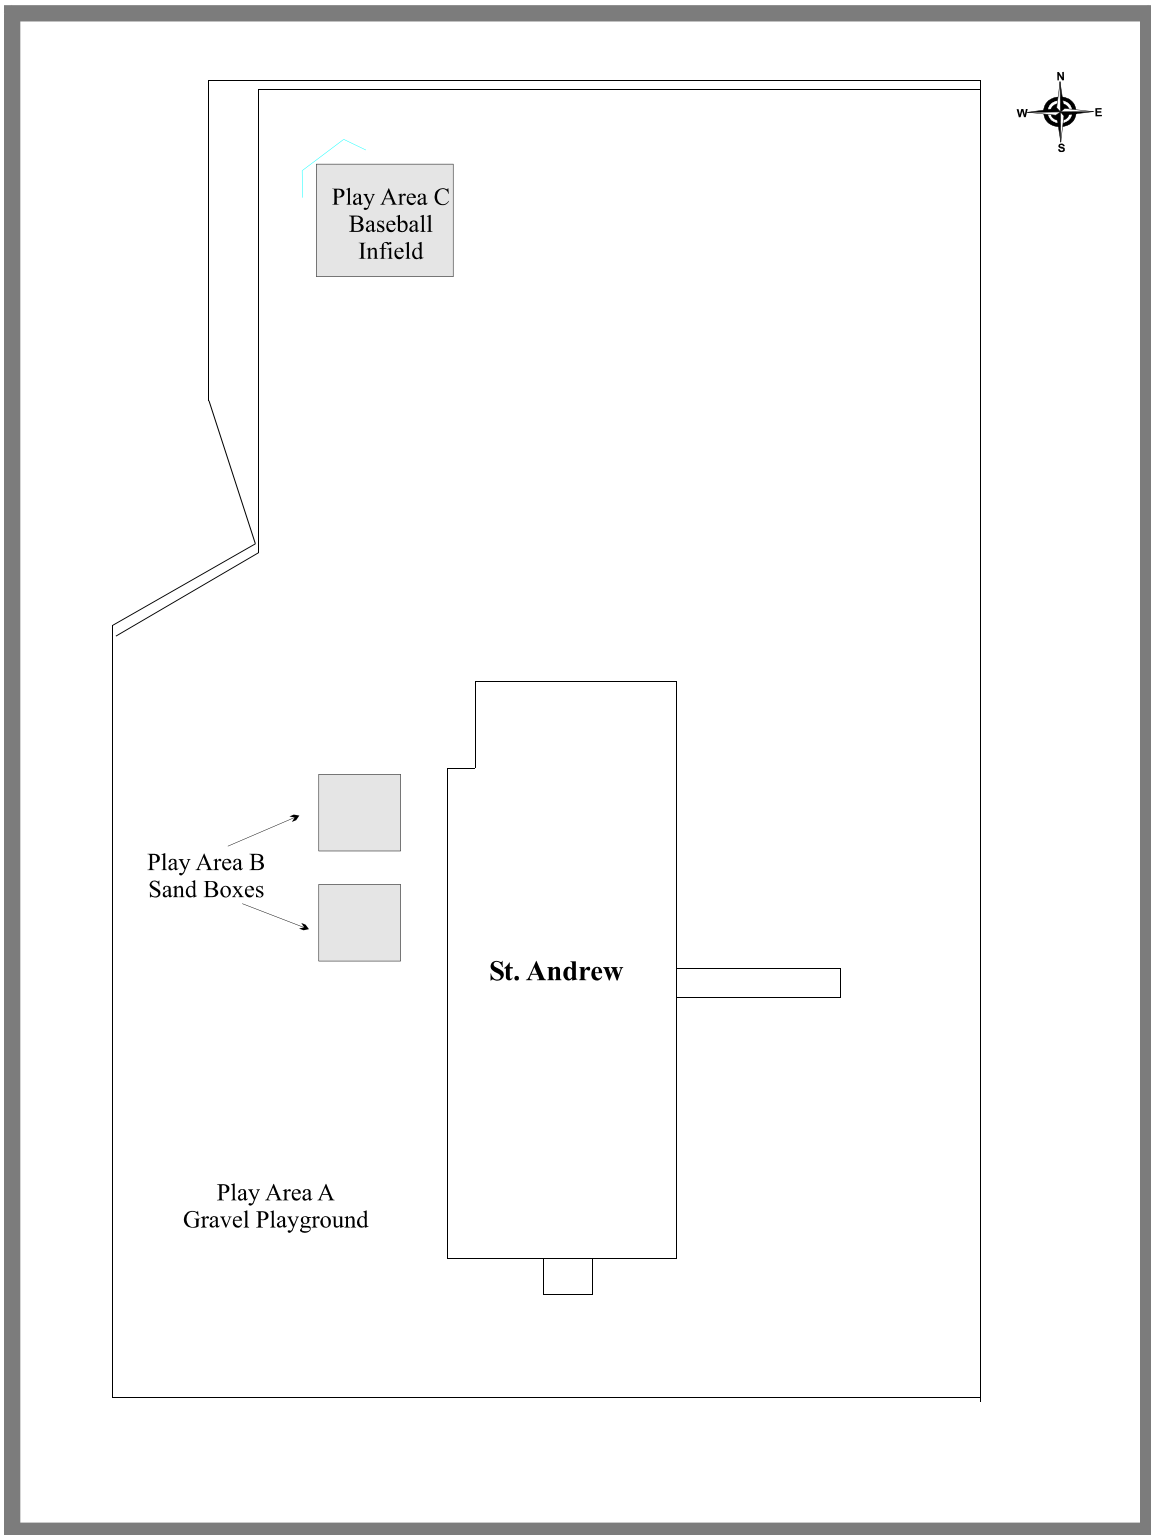 N
W
E
S
Play Area C
Baseball
Infield
Play Area B
Sand Boxes
St. Andrew
Play Area A
Gravel Playground